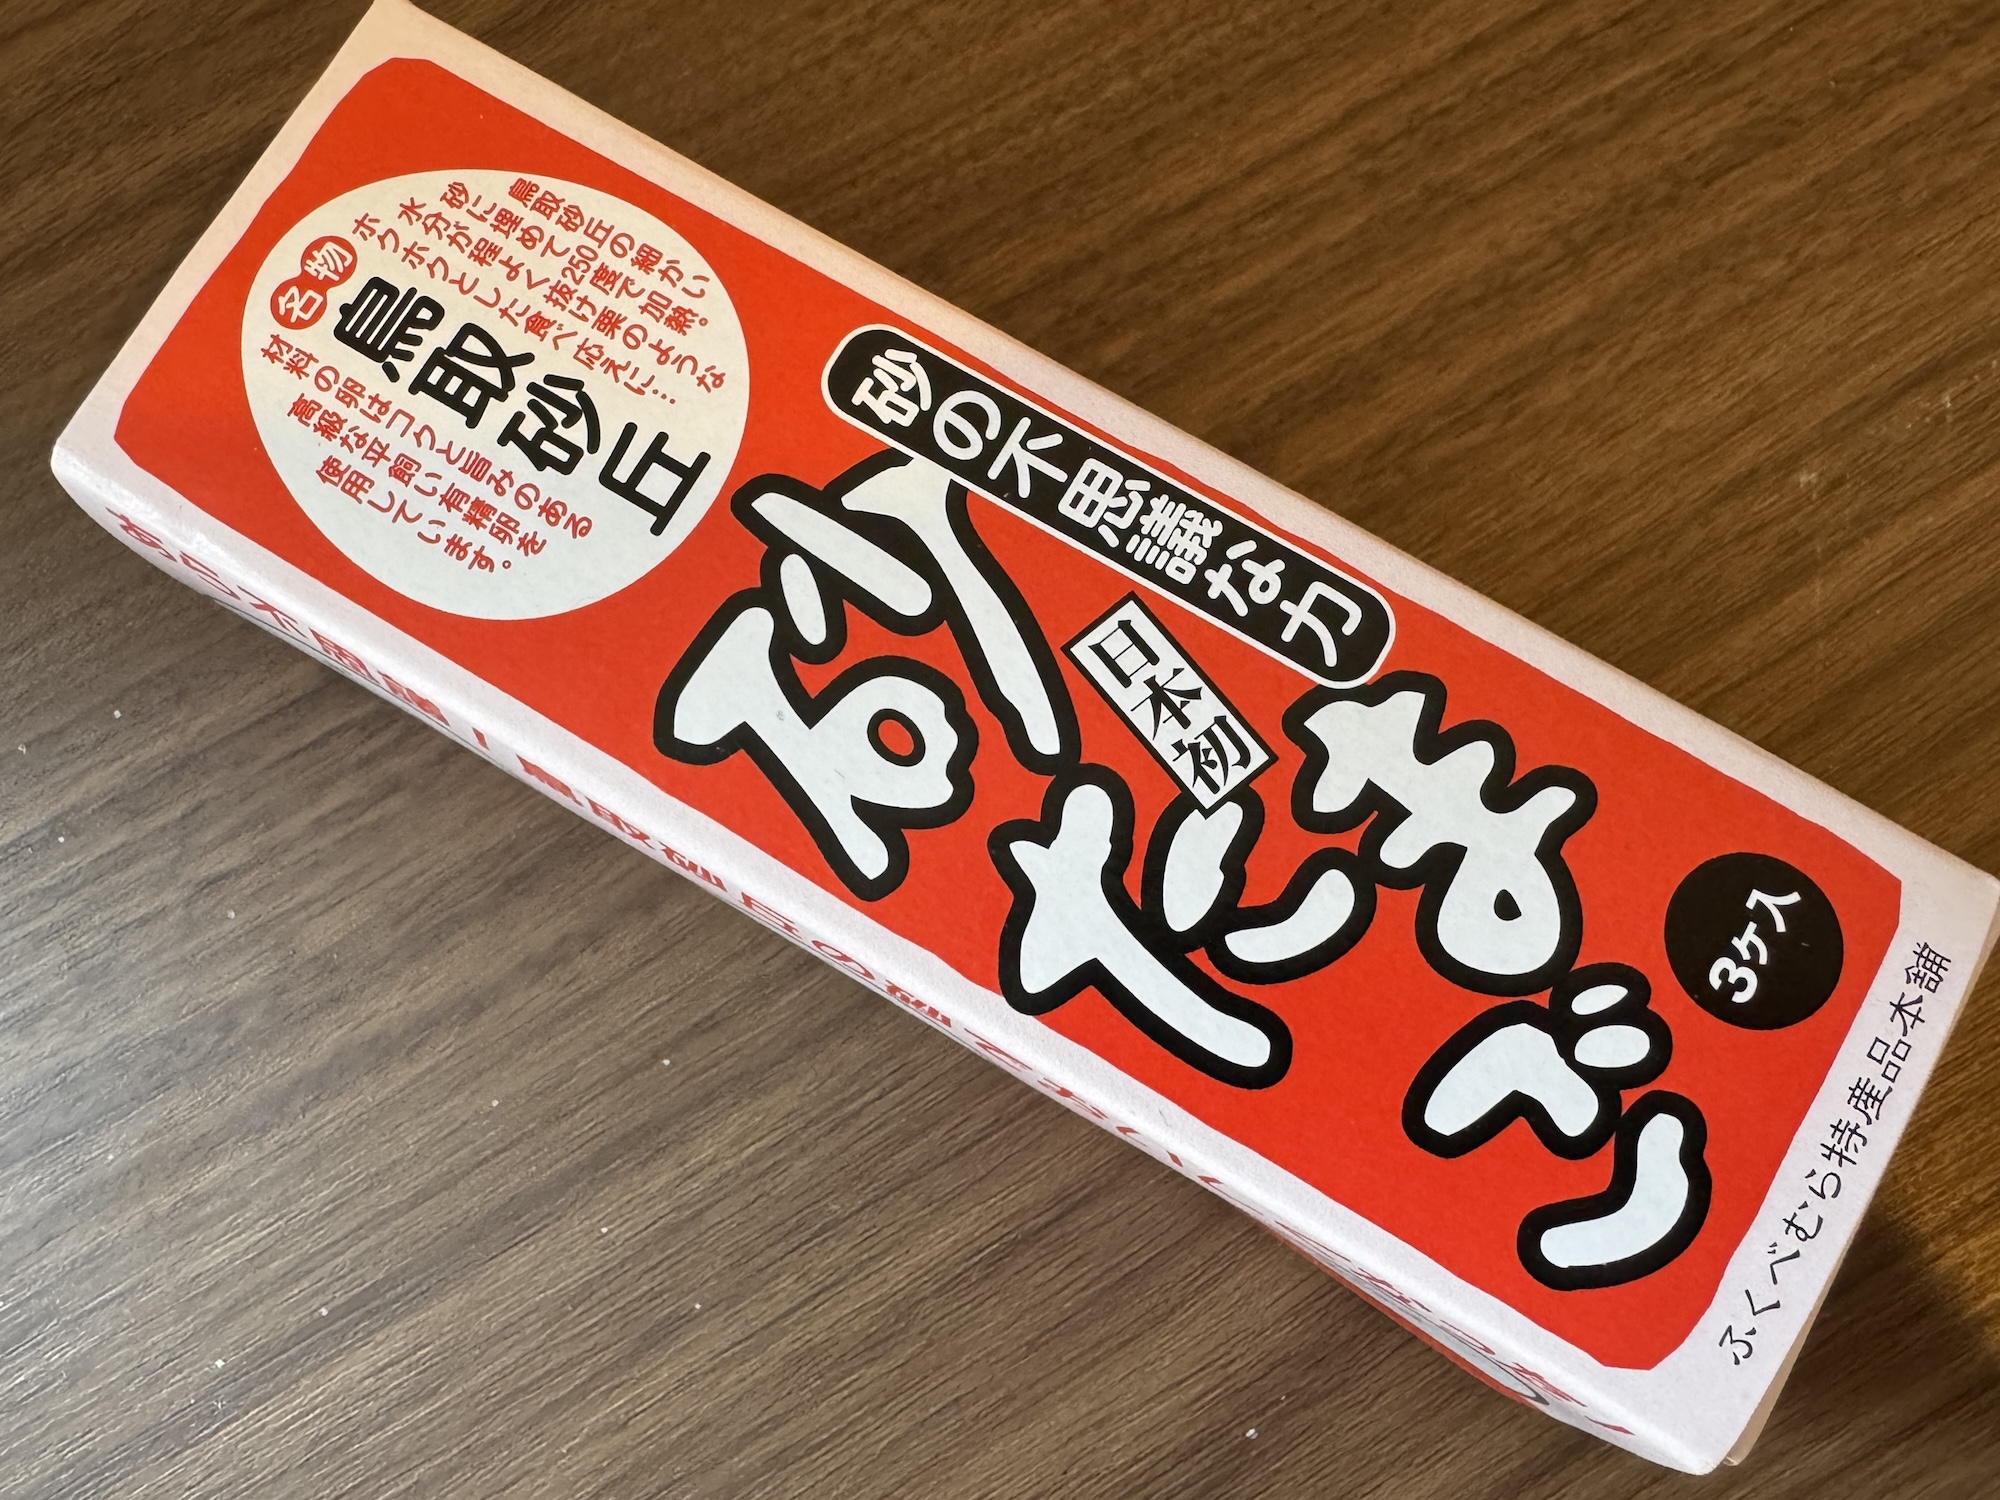 鳥取砂丘の細かい
砂に埋めて250度で加熱。
水分が程よく抜け栗のような
ホクホクとした食べ応えに…
名物
鳥取砂丘
材料の卵はコクと旨みのある
高級な平飼い有精卵を
使用しています。
砂の不思議な力
日本初
砂たまご
3ケ入
ふくべむら特産品本舗